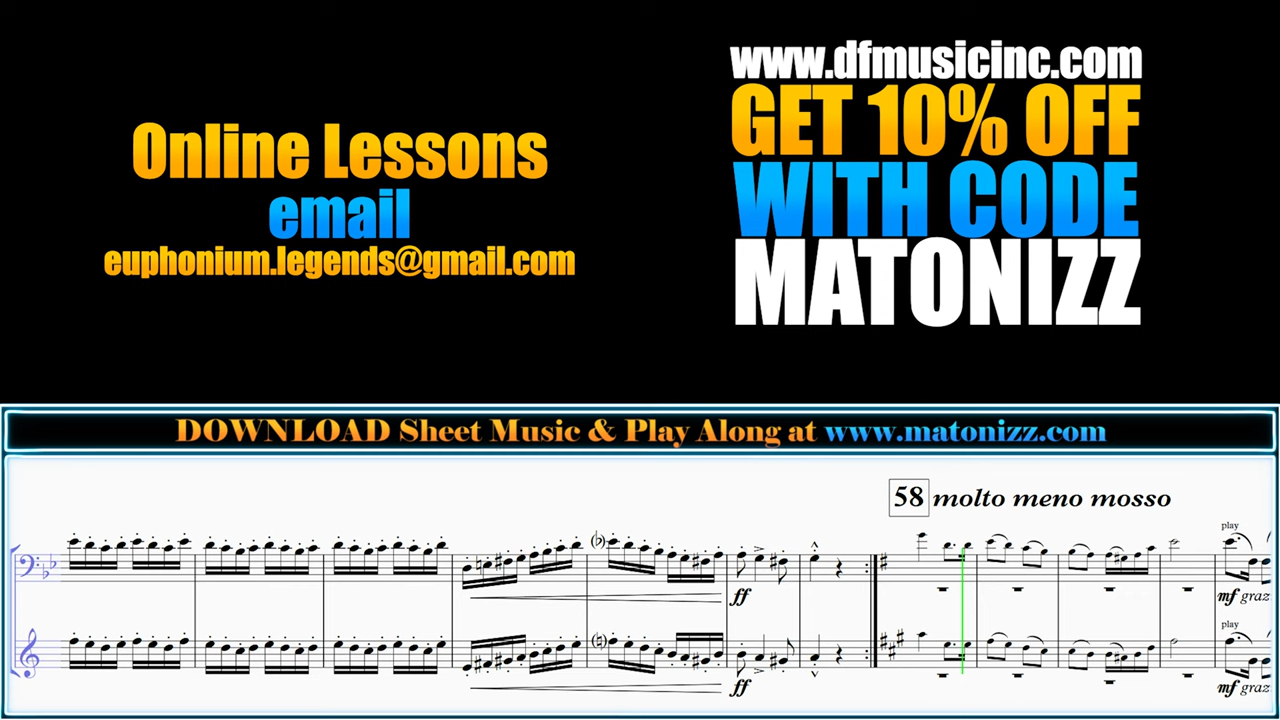 Online Lessons
email
euphonium.legends@gmail.com
www.dfmusicinc.com
GET 10% OFF
WITH CODE
MATONIZZ
DOWNLOAD Sheet Music & Play Along at www.matonizz.com
58 molto meno mosso
play
ff
mf graz
play
ff
mf graz